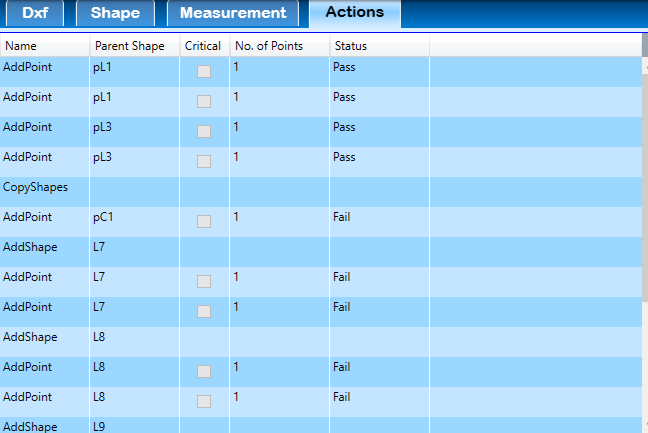 Dxf Shape Measurement Actions
Name Parent Shape Critical No. of Points Status
AddPoint pL1 1 Pass
AddPoint pL1 1 Pass
AddPoint pL3 1 Pass
AddPoint pL3 1 Pass
CopyShapes
AddPoint pC1 1 Fail
AddShape L7
AddPoint L7 1 Fail
AddPoint L7 1 Fail
AddShape L8
AddPoint L8 1 Fail
AddPoint L8 1 Fail
AddShape L9